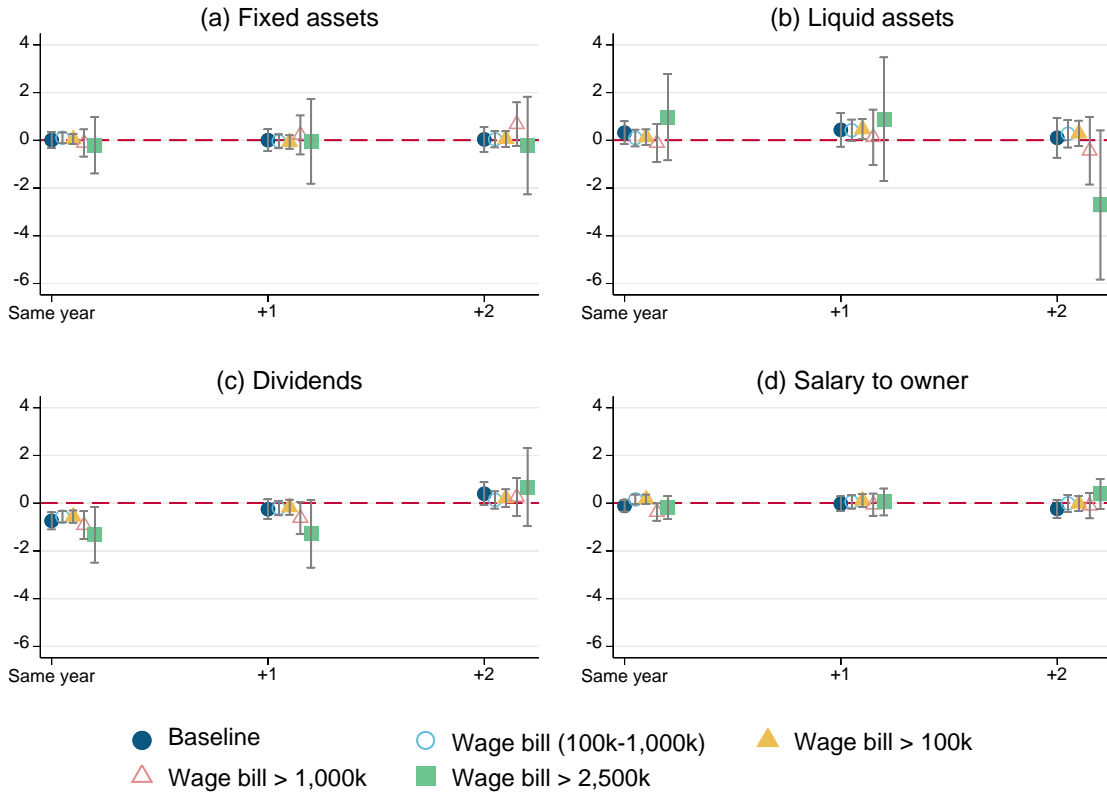 (a) Fixed assets
4
2
0
-2
-4
-6
Same year +1 +2
(b) Liquid assets
4
2
0
-2
-4
-6
Same year +1 +2
(c) Dividends
4
2
0
-2
-4
-6
Same year +1 +2
(d) Salary to owner
4
2
0
-2
-4
-6
Same year +1 +2
Baseline Wage bill (100k-1,000k) Wage bill > 100k
Wage bill > 1,000k Wage bill > 2,500k